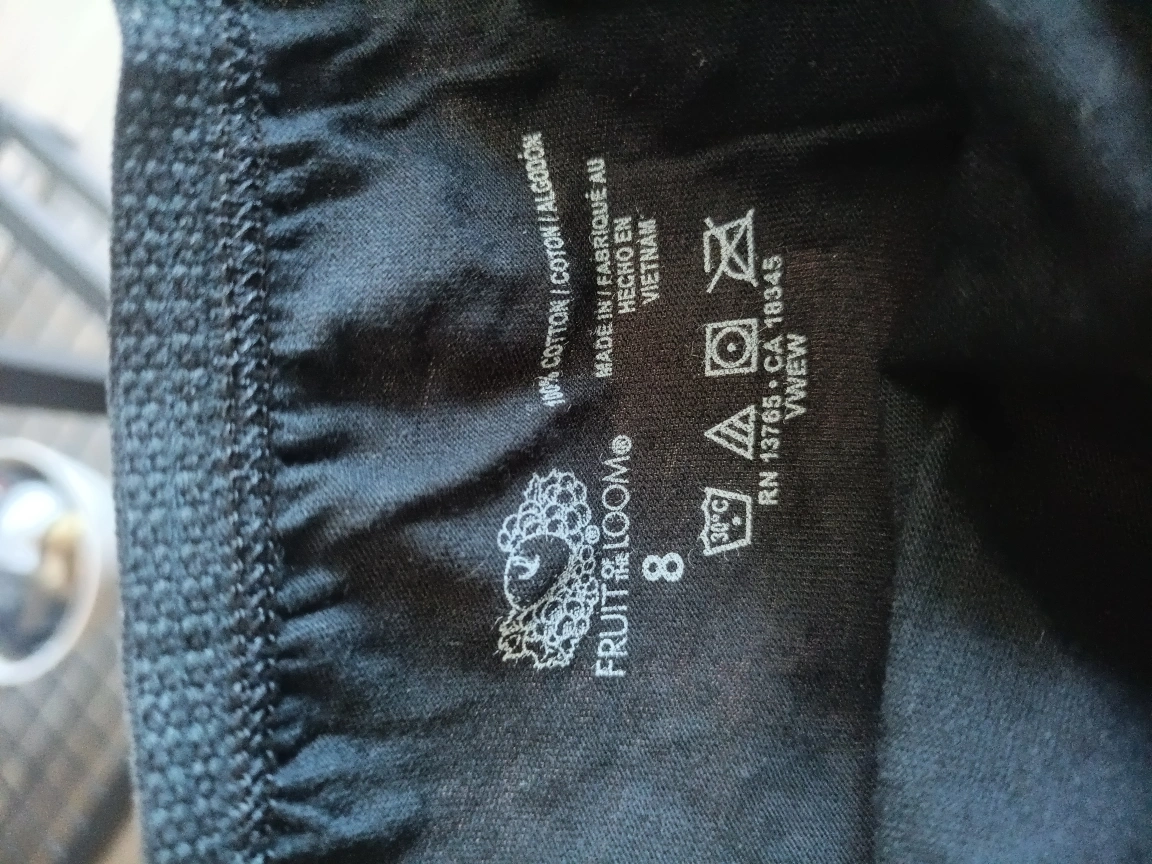 FRUIT OF THE LOOM®
8
100% COTTON / COTON / ALGODÓN
MADE IN / FABRIQUÉ AU
HECHO EN
VIETNAM
30°C
RN 13765 • CA 18345
VWEW